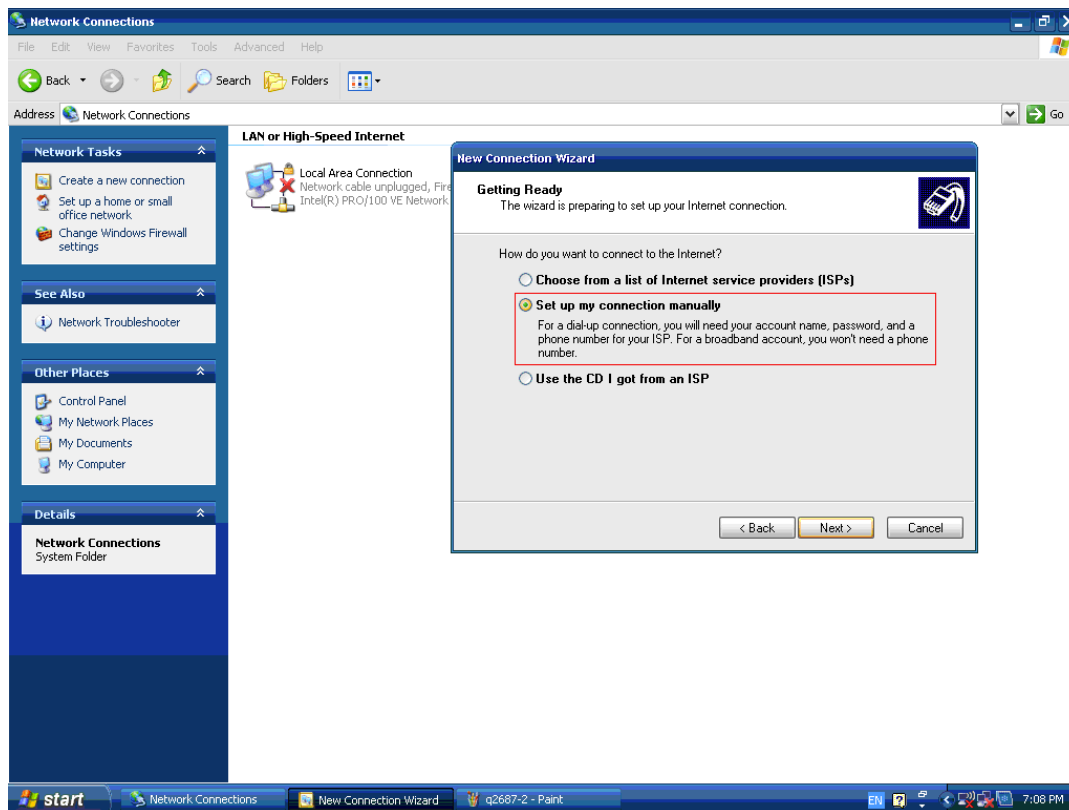 Network Connections
File Edit View Favorites Tools Advanced Help
Back Search Folders
Address Network Connections Go
Network Tasks
Create a new connection
Set up a home or small
office network
Change Windows Firewall
settings
See Also
Network Troubleshooter
Other Places
Control Panel
My Network Places
My Documents
My Computer
Details
Network Connections
System Folder
LAN or High-Speed Internet
Local Area Connection
Network cable unplugged, Fire
Intel(R) PRO/100 VE Network
New Connection Wizard
Getting Ready
The wizard is preparing to set up your Internet connection.
How do you want to connect to the Internet?
Choose from a list of Internet service providers (ISPs)
Set up my connection manually
For a dial-up connection, you will need your account name, password, and a
phone number for your ISP. For a broadband account, you won't need a phone
number.
Use the CD I got from an ISP
< Back Next > Cancel
start Network Connections New Connection Wizard q2687-2 - Paint EN 7:08 PM